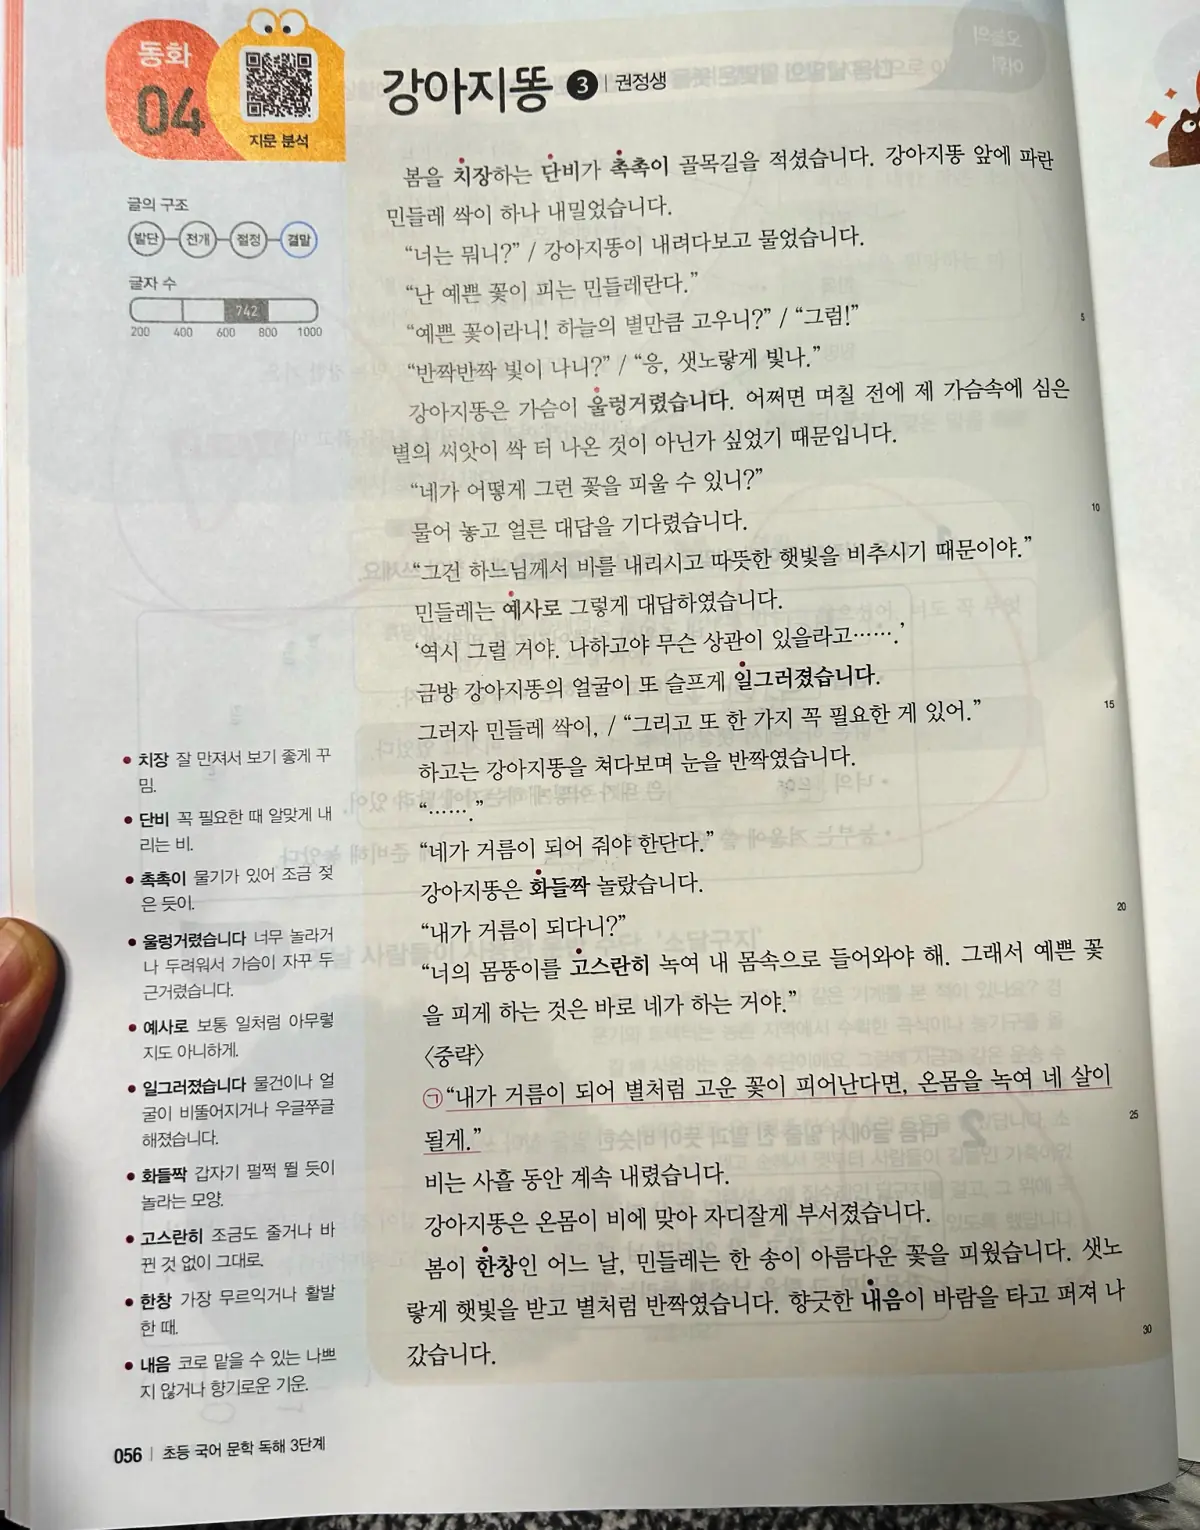 동화
04
지문 분석
강아지똥 3 | 권정생
글의 구조
발단 전개 절정 결말
글자 수
742
200 400 600 800 1000
봄을 치장하는 단비가 촉촉이 골목길을 적셨습니다. 강아지똥 앞에 파란
민들레 싹이 하나 내밀었습니다.
“너는 뭐니?” / 강아지똥이 내려다보고 물었습니다.
“난 예쁜 꽃이 피는 민들레란다.”
“예쁜 꽃이라니! 하늘의 별만큼 고우니?” / “그럼!”
5
“반짝반짝 빛이 나니?” / “응, 샛노랗게 빛나.”
강아지똥은 가슴이 울렁거렸습니다. 어쩌면 며칠 전에 제 가슴속에 심은
별의 씨앗이 싹 터 나온 것이 아닌가 싶었기 때문입니다.
“네가 어떻게 그런 꽃을 피울 수 있니?”
물어 놓고 얼른 대답을 기다렸습니다.
10
“그건 하느님께서 비를 내리시고 따뜻한 햇빛을 비추시기 때문이야.”
민들레는 예사로 그렇게 대답하였습니다.
‘역시 그럴 거야. 나하고야 무슨 상관이 있을라고…….’
금방 강아지똥의 얼굴이 또 슬프게 일그러졌습니다.
그러자 민들레 싹이, / “그리고 또 한 가지 꼭 필요한 게 있어.”
15
하고는 강아지똥을 쳐다보며 눈을 반짝였습니다.
“…….”
“네가 거름이 되어 줘야 한단다.”
강아지똥은 화들짝 놀랐습니다.
“내가 거름이 되다니?”
20
“너의 몸뚱이를 고스란히 녹여 내 몸속으로 들어와야 해. 그래서 예쁜 꽃
을 피게 하는 것은 바로 네가 하는 거야.”
〈중략〉
㉠“내가 거름이 되어 별처럼 고운 꽃이 피어난다면, 온몸을 녹여 네 살이
될게.”
25
비는 사흘 동안 계속 내렸습니다.
강아지똥은 온몸이 비에 맞아 자디잘게 부서졌습니다.
봄이 한창인 어느 날, 민들레는 한 송이 아름다운 꽃을 피웠습니다. 샛노
랗게 햇빛을 받고 별처럼 반짝였습니다. 향긋한 내음이 바람을 타고 퍼져 나
갔습니다.
30
• 치장 잘 만져서 보기 좋게 꾸
밈.
• 단비 꼭 필요한 때 알맞게 내
리는 비.
• 촉촉이 물기가 있어 조금 젖
은 듯이.
• 울렁거렸습니다 너무 놀라거
나 두려워서 가슴이 자꾸 두
근거렸습니다.
• 예사로 보통 일처럼 아무렇
지도 아니하게.
• 일그러졌습니다 물건이나 얼
굴이 비뚤어지거나 우글쭈글
해졌습니다.
• 화들짝 갑자기 펄쩍 뛸 듯이
놀라는 모양.
• 고스란히 조금도 줄거나 바
뀐 것 없이 그대로.
• 한창 가장 무르익거나 활발
한 때.
• 내음 코로 맡을 수 있는 나쁘
지 않거나 향기로운 기운.
056 | 초등 국어 문학 독해 3단계